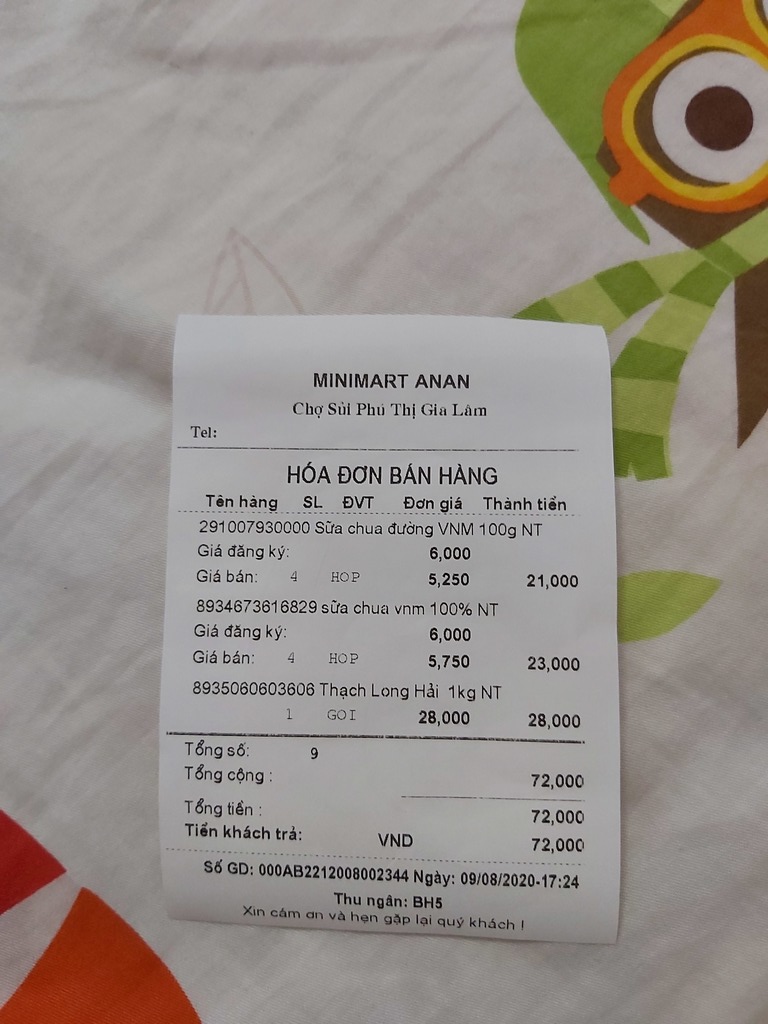 MINIMART ANAN
Chợ Sủi Phú Thị Gia Lâm
Tel:
HÓA ĐƠN BÁN HÀNG
Tên hàng SL ĐVT Đơn giá Thành tiền
291007930000 Sữa chua đường VNM 100g NT
Giá đăng ký: 6,000
Giá bán: 4 HOP 5,250 21,000
8934673616829 sữa chua vnm 100% NT
Giá đăng ký: 6,000
Giá bán: 4 HOP 5,750 23,000
8935060603606 Thạch Long Hải 1kg NT
1 GOI 28,000 28,000
Tổng số: 9
Tổng cộng : 72,000
Tổng tiền : 72,000
Tiền khách trả: VND 72,000
Số GD: 000AB2212008002344 Ngày: 09/08/2020-17:24
Thu ngân: BH5
Xin cám ơn và hẹn gặp lại quý khách !